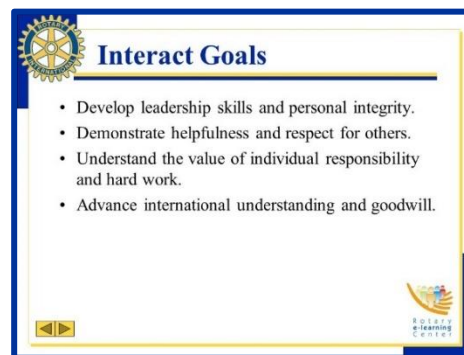 ROTARY
INTERNATIONAL
Interact Goals
• Develop leadership skills and personal integrity.
• Demonstrate helpfulness and respect for others.
• Understand the value of individual responsibility
and hard work.
• Advance international understanding and goodwill.
Rotary
e-learning
Center